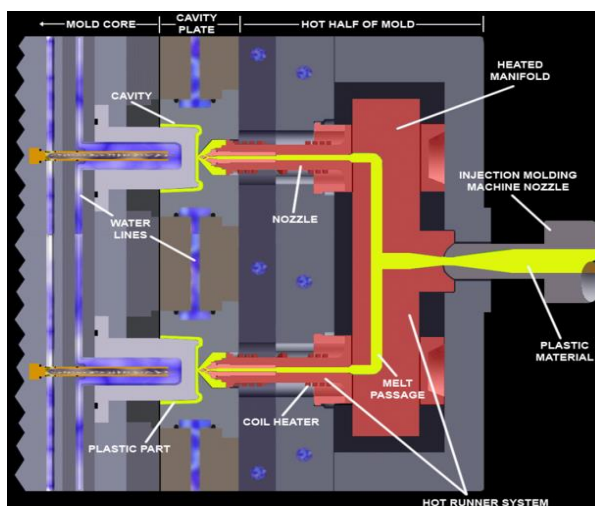 MOLD CORE
CAVITY
PLATE
HOT HALF OF MOLD
HEATED
MANIFOLD
CAVITY
INJECTION MOLDING
MACHINE NOZZLE
WATER
LINES
NOZZLE
PLASTIC
MATERIAL
MELT
PASSAGE
COIL HEATER
PLASTIC PART
HOT RUNNER SYSTEM